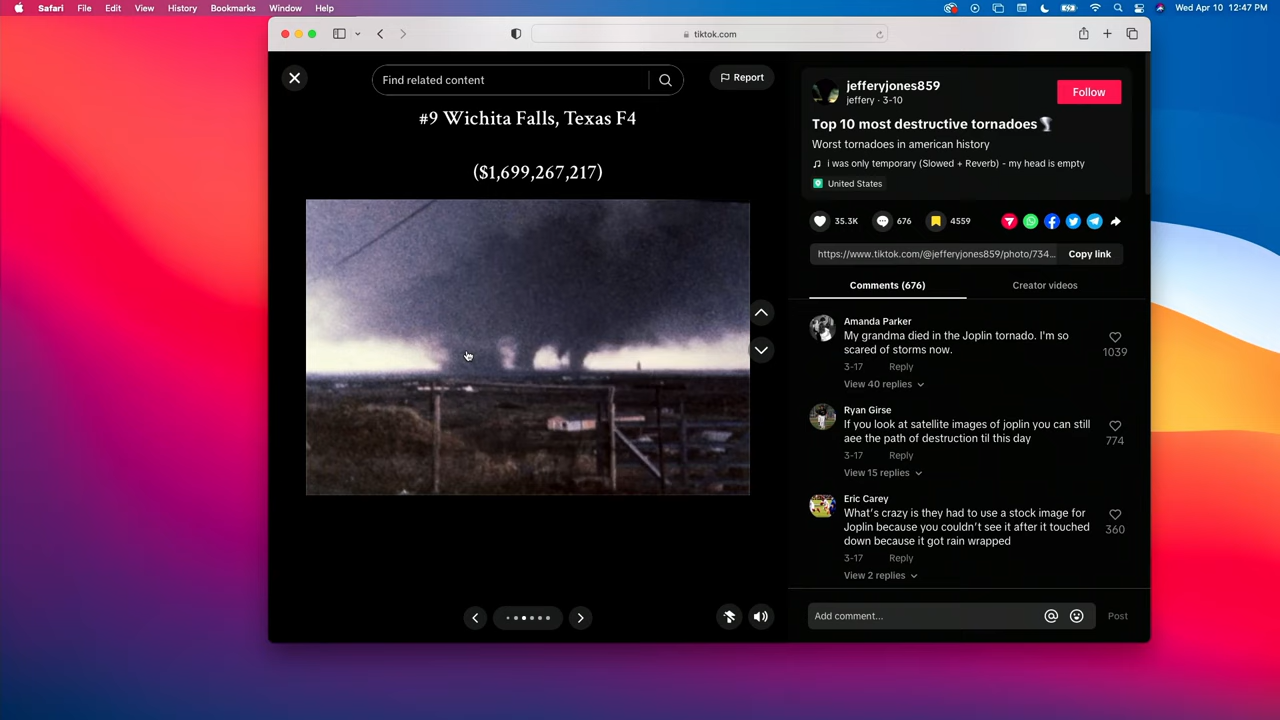 Safari File Edit View History Bookmarks Window Help
Wed Apr 10 12:47 PM
tiktok.com
Find related content
Report
#9 Wichita Falls, Texas F4
($1,699,267,217)
jefferyjones859
jeffery · 3-10
Follow
Top 10 most destructive tornadoes🌪️
Worst tornadoes in american history
♫ i was only temporary (Slowed + Reverb) - my head is empty
United States
35.3K 676 4559
https://www.tiktok.com/@jefferyjones859/photo/734... Copy link
Comments (676) Creator videos
Amanda Parker
My grandma died in the Joplin tornado. I'm so
scared of storms now.
1039
3-17 Reply
View 40 replies
Ryan Girse
If you look at satellite images of joplin you can still
aee the path of destruction til this day
774
3-17 Reply
View 15 replies
Eric Carey
What's crazy is they had to use a stock image for
Joplin because you couldn't see it after it touched
down because it got rain wrapped
360
3-17 Reply
View 2 replies
Add comment... Post